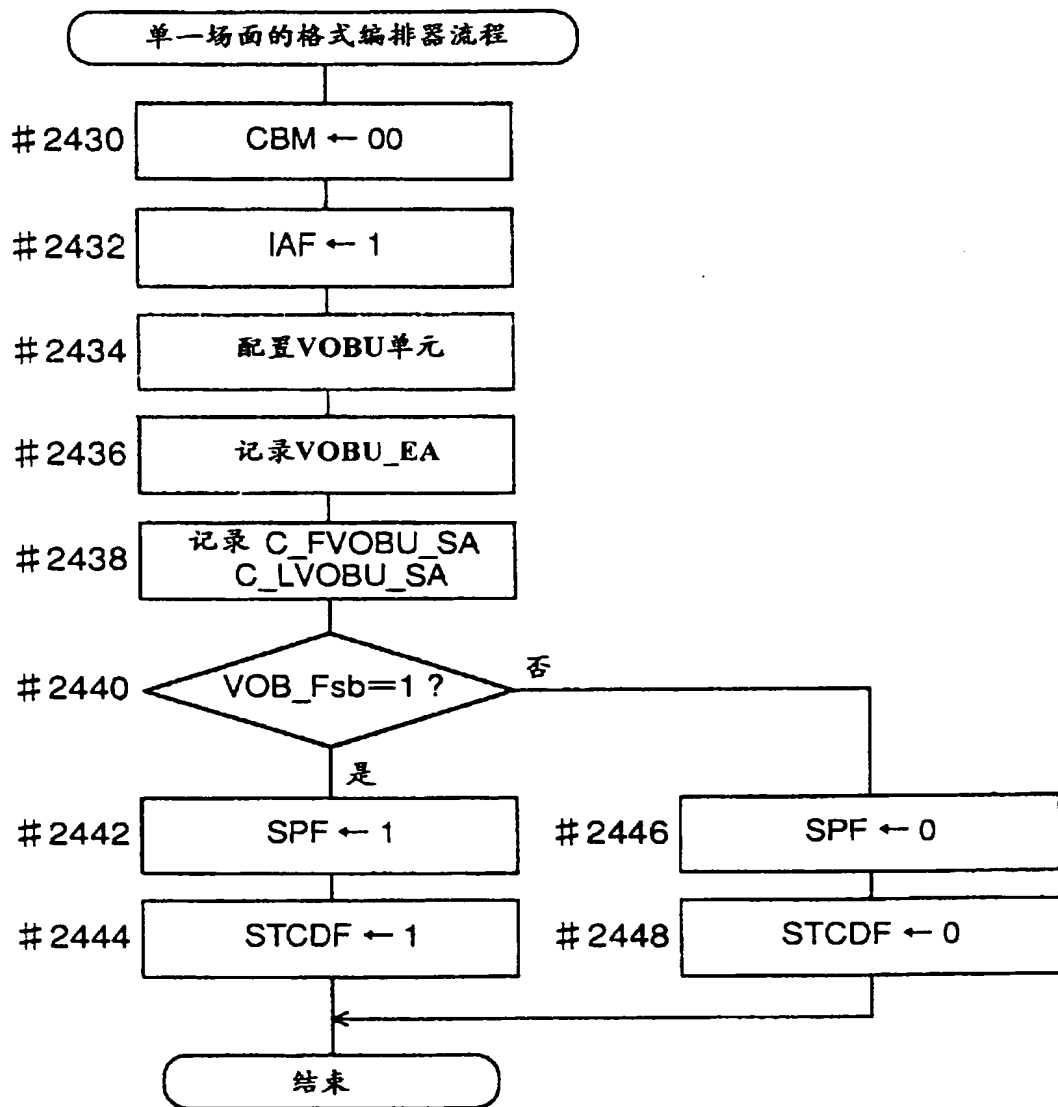 单一场面的格式编排器流程
#2430
CBM ← 00
#2432
IAF ← 1
#2434
配置VOBU单元
#2436
记录VOBU_EA
#2438
记录 C_FVOBU_SA
C_LVOBU_SA
#2440
VOB_Fsb=1 ?
否
是
#2442
SPF ← 1
#2446
SPF ← 0
#2444
STCDF ← 1
#2448
STCDF ← 0
结束